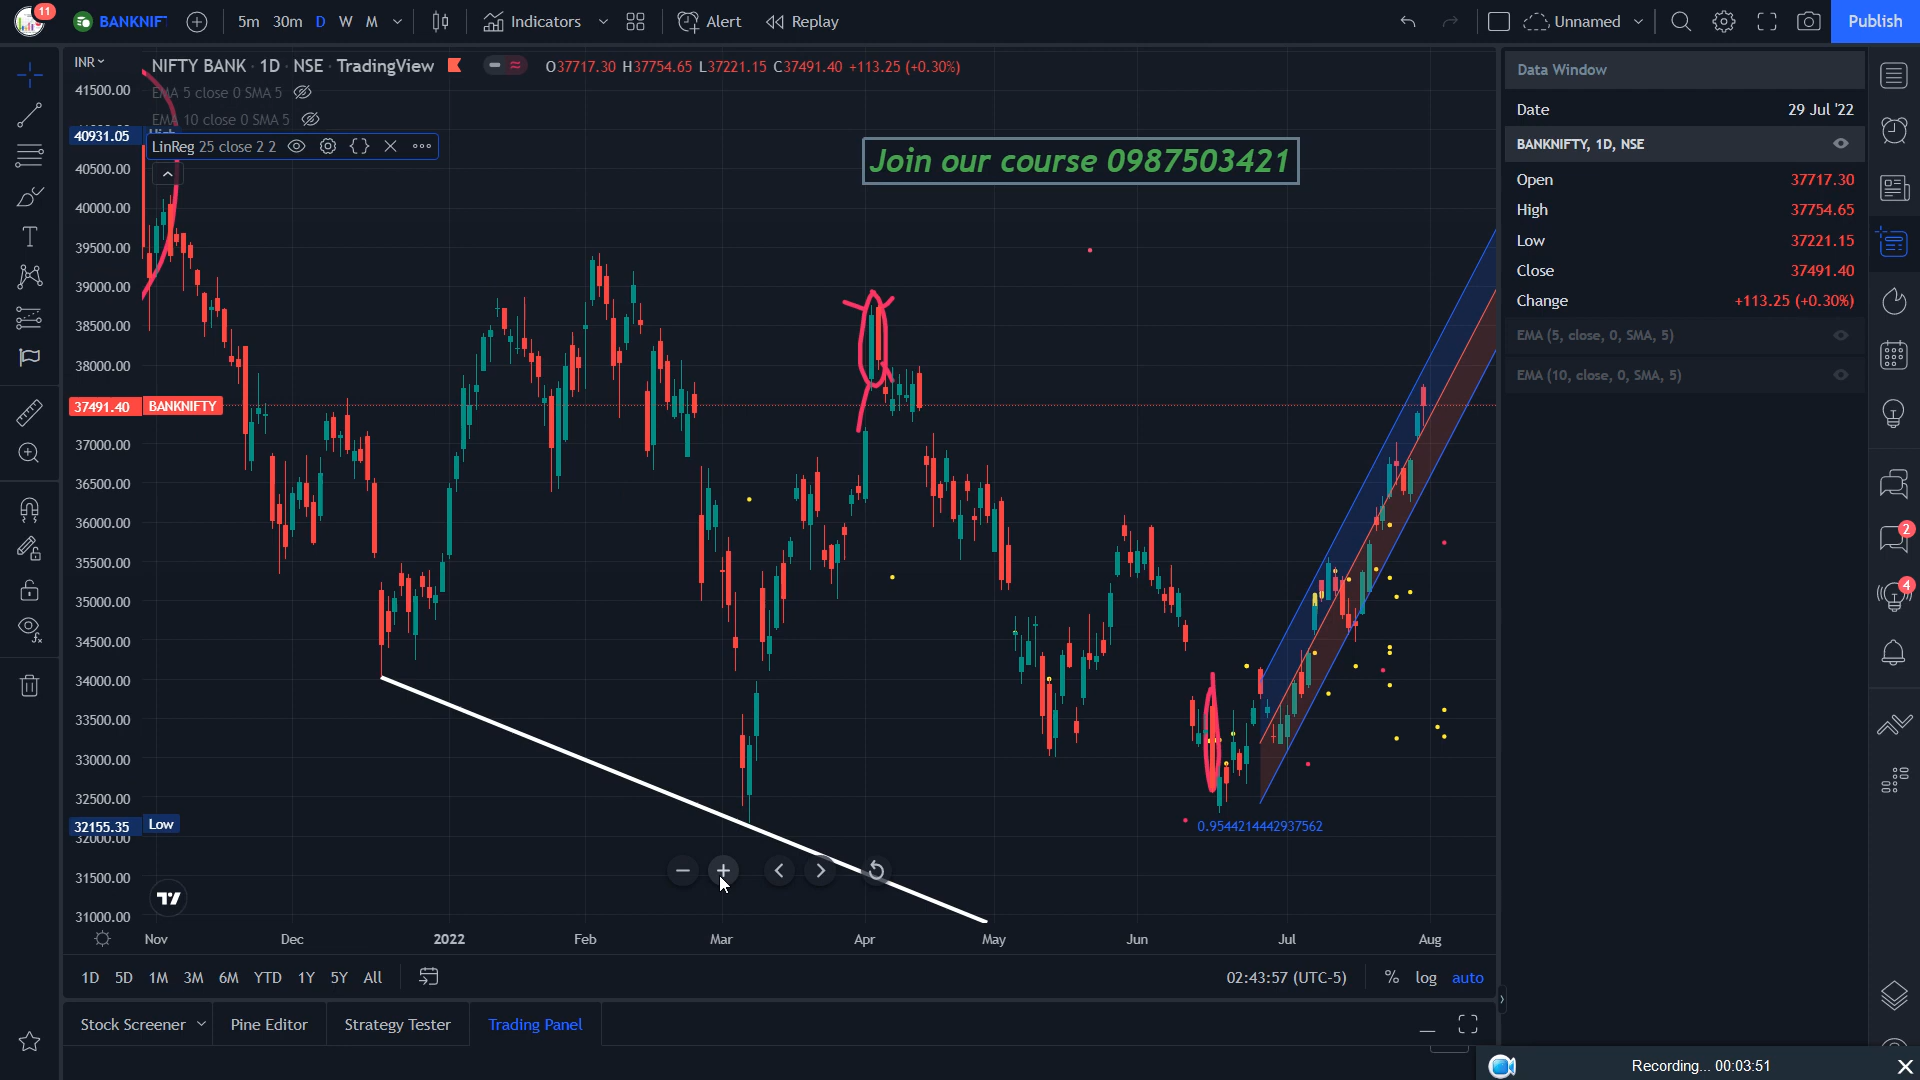 11
BANKNIFT
5m 30m D W M
Indicators
Alert
Replay
Unnamed
Publish
INR
NIFTY BANK · 1D · NSE · TradingView
O37717.30 H37754.65 L37221.15 C37491.40 +113.25 (+0.30%)
EMA 5 close 0 SMA 5
EMA 10 close 0 SMA 5
LinReg 25 close 2 2
Join our course 0987503421
41500.00
40931.05
40500.00
40000.00
39500.00
39000.00
38500.00
38000.00
37491.40 BANKNIFTY
37000.00
36500.00
36000.00
35500.00
35000.00
34500.00
34000.00
33500.00
33000.00
32500.00
32155.35 Low
32000.00
31500.00
31000.00
0.9544214442937562
Nov Dec 2022 Feb Mar Apr May Jun Jul Aug
1D 5D 1M 3M 6M YTD 1Y 5Y All
02:43:57 (UTC-5)
% log auto
Stock Screener
Pine Editor
Strategy Tester
Trading Panel
Data Window
Date 29 Jul '22
BANKNIFTY, 1D, NSE
Open 37717.30
High 37754.65
Low 37221.15
Close 37491.40
Change +113.25 (+0.30%)
EMA (5, close, 0, SMA, 5)
EMA (10, close, 0, SMA, 5)
2
4
Recording... 00:03:51